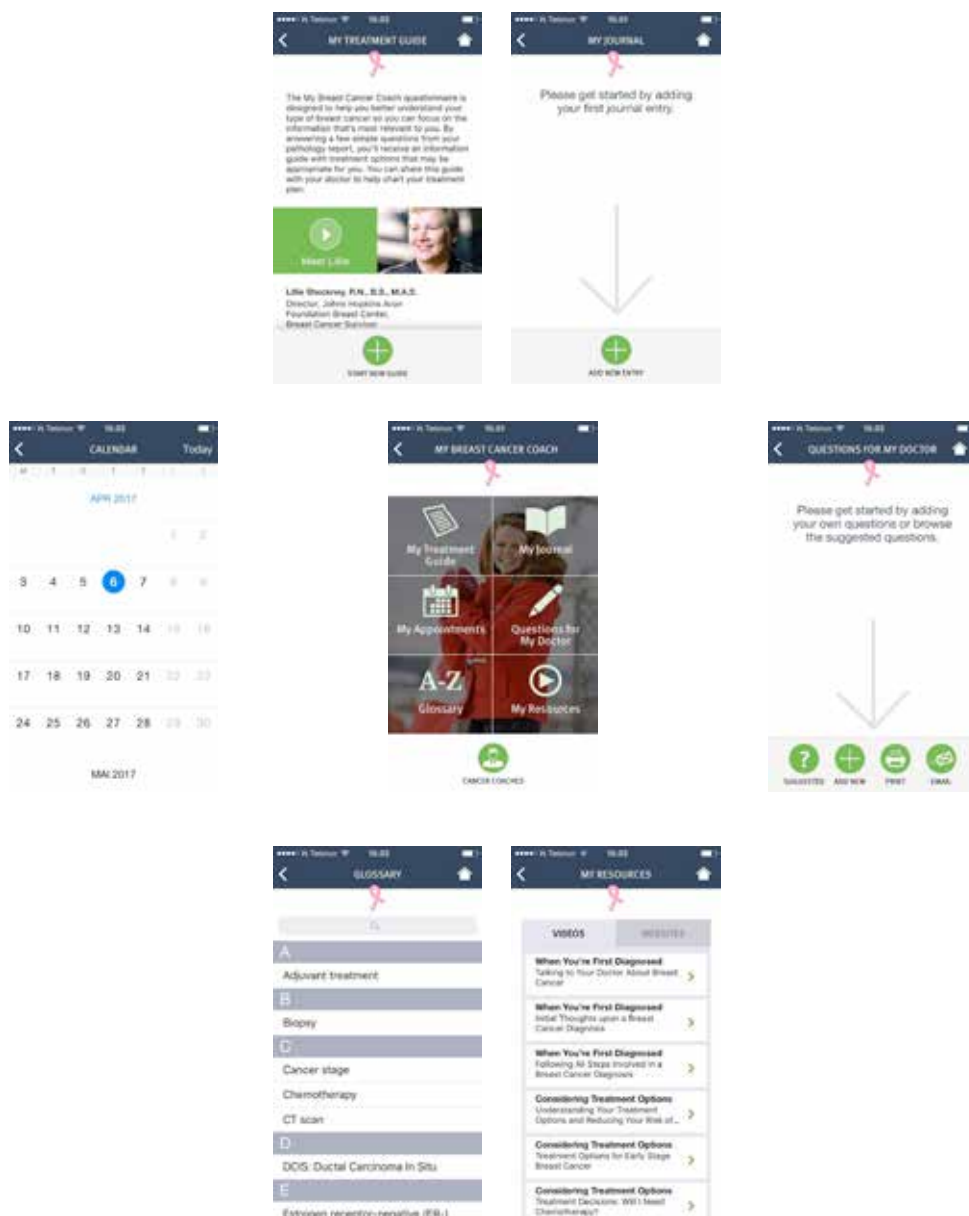 16.03
MY TREATMENT GUIDE
The My Breast Cancer Coach questionnaire is
designed to help you better understand your
type of breast cancer so you can focus on the
information that's most relevant to you. By
answering a few simple questions from your
pathology report, you'll receive an information
guide with treatment options that may be
appropriate for you. You can share this guide
with your doctor to help chart your treatment
plan.
Meet Lillie
Lillie Shockney, R.N., B.S., M.A.S.
Director, Johns Hopkins Avon
Foundation Breast Center,
Breast Cancer Survivor
START NEW GUIDE
16.03
MY JOURNAL
Please get started by adding
your first journal entry.
ADD NEW ENTRY
16.03
CALENDAR Today
M T O T F
APR 2017
1 2
3 4 5 6 7 8 9
10 11 12 13 14 15 16
17 18 19 20 21 22 23
24 25 26 27 28 29 30
MAI 2017
16.03
MY BREAST CANCER COACH
My Treatment
Guide
My Journal
My Appointments
Questions for
My Doctor
A-Z
Glossary
My Resources
CANCER COACHES
16.03
QUESTIONS FOR MY DOCTOR
Please get started by adding
your own questions or browse
the suggested questions.
?
SUGGESTED ADD NEW PRINT EMAIL
16.03
GLOSSARY
A
Adjuvant treatment
B
Biopsy
C
Cancer stage
Chemotherapy
CT scan
D
DCIS: Ductal Carcinoma In Situ
E
Estrogen receptor-negative (ER-)
16.03
MY RESOURCES
VIDEOS WEBSITES
When You're First Diagnosed
Talking to Your Doctor About Breast
Cancer
When You're First Diagnosed
Initial Thoughts upon a Breast
Cancer Diagnosis
When You're First Diagnosed
Following All Steps Involved in a
Breast Cancer Diagnosis
Considering Treatment Options
Understanding Your Treatment
Options and Reducing Your Risk of...
Considering Treatment Options
Treatment Options for Early Stage
Breast Cancer
Considering Treatment Options
Treatment Decisions: Will I Need
Chemotherapy?